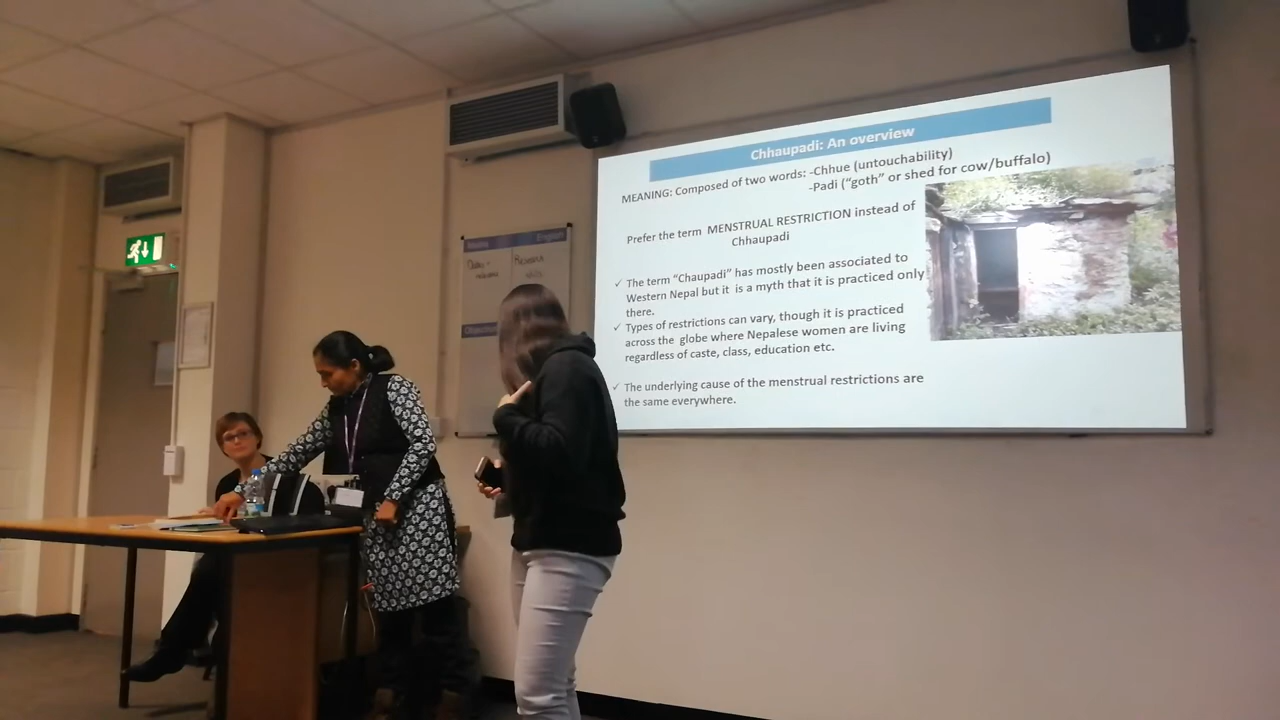 Chhaupadi: An overview
MEANING: Composed of two words: -Chhue (untouchability)
-Padi ("goth" or shed for cow/buffalo)
Prefer the term MENSTRUAL RESTRICTION instead of
Chhaupadi
✓ The term "Chaupadi" has mostly been associated to
Western Nepal but it is a myth that it is practiced only
there.
✓ Types of restrictions can vary, though it is practiced
across the globe where Nepalese women are living
regardless of caste, class, education etc.
✓ The underlying cause of the menstrual restrictions are
the same everywhere.
Maths English